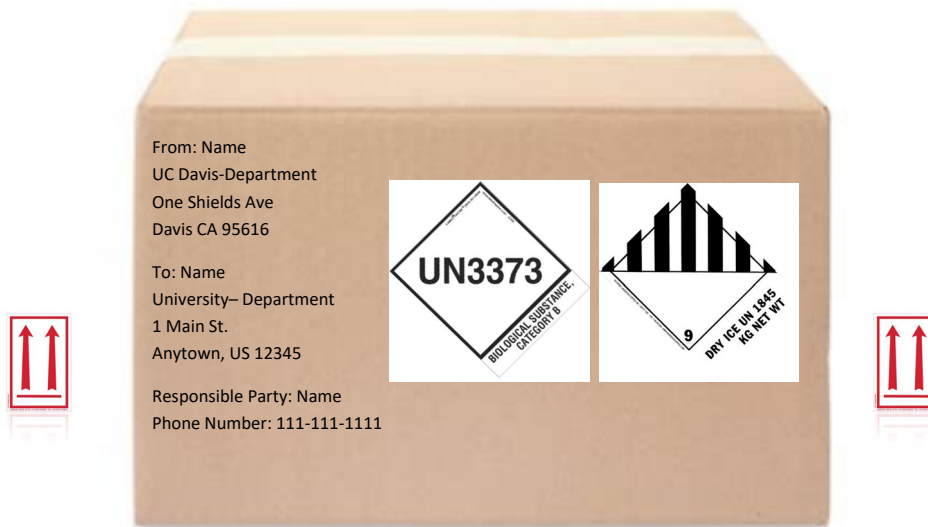 From: Name
UC Davis-Department
One Shields Ave
Davis CA 95616
To: Name
University– Department
1 Main St.
Anytown, US 12345
Responsible Party: Name
Phone Number: 111-111-1111
UN3373
BIOLOGICAL SUBSTANCE,
CATEGORY B
9
DRY ICE UN 1845
KG NET WT